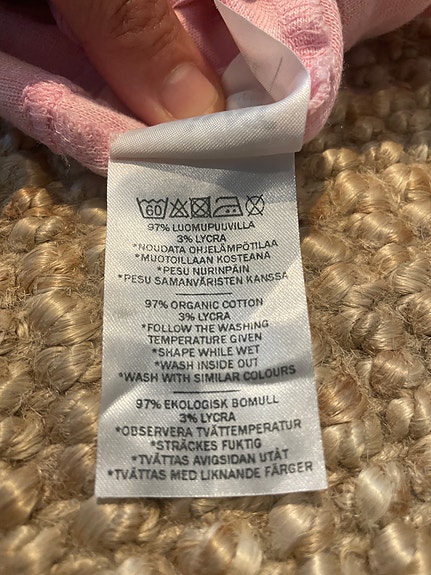 60
97% LUOMUPUUVILLA
3% LYCRA
*NOUDATA OHJELÄMPÖTILAA
*MUOTOILLAAN KOSTEANA
*PESU NURINPÄIN
*PESU SAMANVÄRISTEN KANSSA
97% ORGANIC COTTON
3% LYCRA
*FOLLOW THE WASHING
TEMPERATURE GIVEN
*SHAPE WHILE WET
*WASH INSIDE OUT
*WASH WITH SIMILAR COLOURS
97% EKOLOGISK BOMULL
3% LYCRA
*OBSERVERA TVÄTTEMPERATUR
*STRÄCKES FUKTIG
*TVÄTTAS AVIGSIDAN UTÅT
*TVÄTTAS MED LIKNANDE FÄRGER